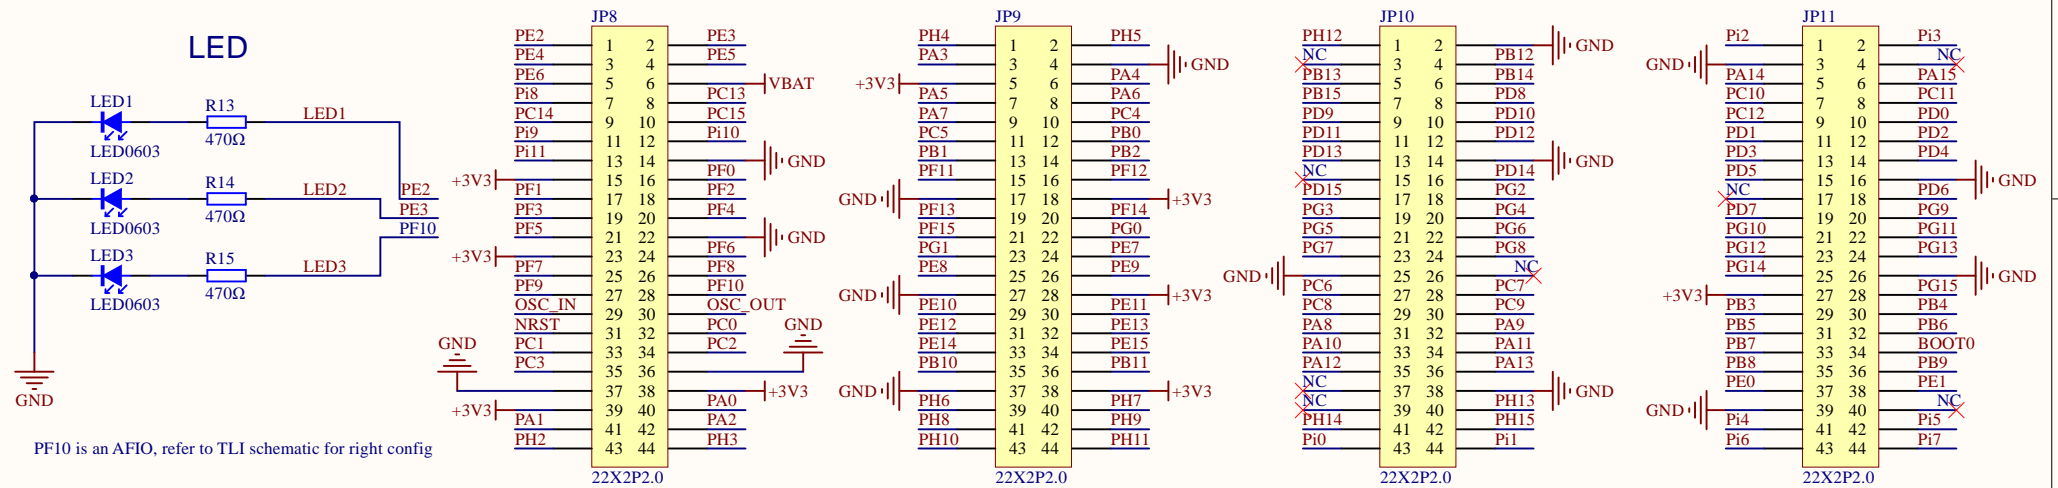 LED
LED1
R13
LED1
LED0603
470Ω
LED2
R14
LED2
PE2
PE3
LED0603
470Ω
PF10
LED3
R15
LED3
LED0603
470Ω
GND
PF10 is an AFIO, refer to TLI schematic for right config
JP8
PE2 1 2 PE3
PE4 3 4 PE5
PE6 5 6 VBAT
Pi8 7 8 PC13
PC14 9 10 PC15
Pi9 11 12 Pi10
Pi11 13 14 GND
+3V3 15 16 PF0
PF1 17 18 PF2
PF3 19 20 PF4
PF5 21 22 GND
+3V3 23 24 PF6
PF7 25 26 PF8
PF9 27 28 PF10
OSC_IN 29 30 OSC_OUT
NRST 31 32 PC0
PC1 33 34 PC2
PC3 35 36 GND
GND 37 38 +3V3
+3V3 39 40 PA0
PA1 41 42 PA2
PH2 43 44 PH3
22X2P2.0
JP9
PH4 1 2 PH5
PA3 3 4 GND
+3V3 5 6 PA4
PA5 7 8 PA6
PA7 9 10 PC4
PC5 11 12 PB0
PB1 13 14 PB2
PF11 15 16 PF12
GND 17 18 +3V3
PF13 19 20 PF14
PF15 21 22 PG0
PG1 23 24 PE7
PE8 25 26 PE9
GND 27 28 +3V3
PE10 29 30 PE11
PE12 31 32 PE13
PE14 33 34 PE15
PB10 35 36 PB11
GND 37 38 +3V3
PH6 39 40 PH7
PH8 41 42 PH9
PH10 43 44 PH11
22X2P2.0
JP10
PH12 1 2 GND
NC 3 4 PB12
PB13 5 6 PB14
PB15 7 8 PD8
PD9 9 10 PD10
PD11 11 12 PD12
PD13 13 14 GND
NC 15 16 PD14
PD15 17 18 PG2
PG3 19 20 PG4
PG5 21 22 PG6
PG7 23 24 PG8
GND 25 26 NC
PC6 27 28 PC7
PC8 29 30 PC9
PA8 31 32 PA9
PA10 33 34 PA11
PA12 35 36 PA13
NC 37 38 GND
NC 39 40 PH13
PH14 41 42 PH15
Pi0 43 44 Pi1
22X2P2.0
JP11
Pi2 1 2 Pi3
GND 3 4 NC
PA14 5 6 PA15
PC10 7 8 PC11
PC12 9 10 PD0
PD1 11 12 PD2
PD3 13 14 PD4
PD5 15 16 GND
NC 17 18 PD6
PD7 19 20 PG9
PG10 21 22 PG11
PG12 23 24 PG13
PG14 25 26 GND
+3V3 27 28 PG15
PB3 29 30 PB4
PB5 31 32 PB6
PB7 33 34 BOOT0
PB8 35 36 PB9
PE0 37 38 PE1
GND 39 40 NC
Pi4 41 42 Pi5
Pi6 43 44 Pi7
22X2P2.0